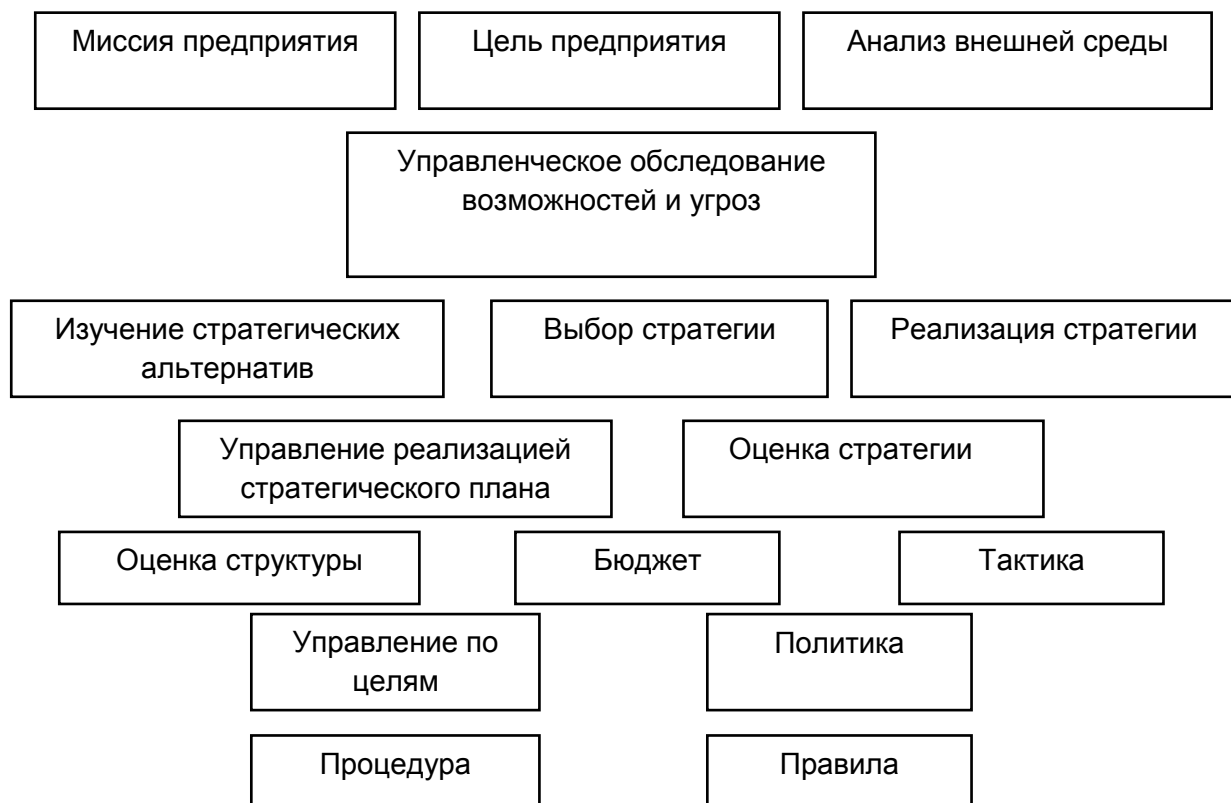 Миссия предприятия
Цель предприятия
Анализ внешней среды
Управленческое обследование
возможностей и угроз
Изучение стратегических
альтернатив
Выбор стратегии
Реализация стратегии
Управление реализацией
стратегического плана
Оценка стратегии
Оценка структуры
Бюджет
Тактика
Управление по
целям
Политика
Процедура
Правила